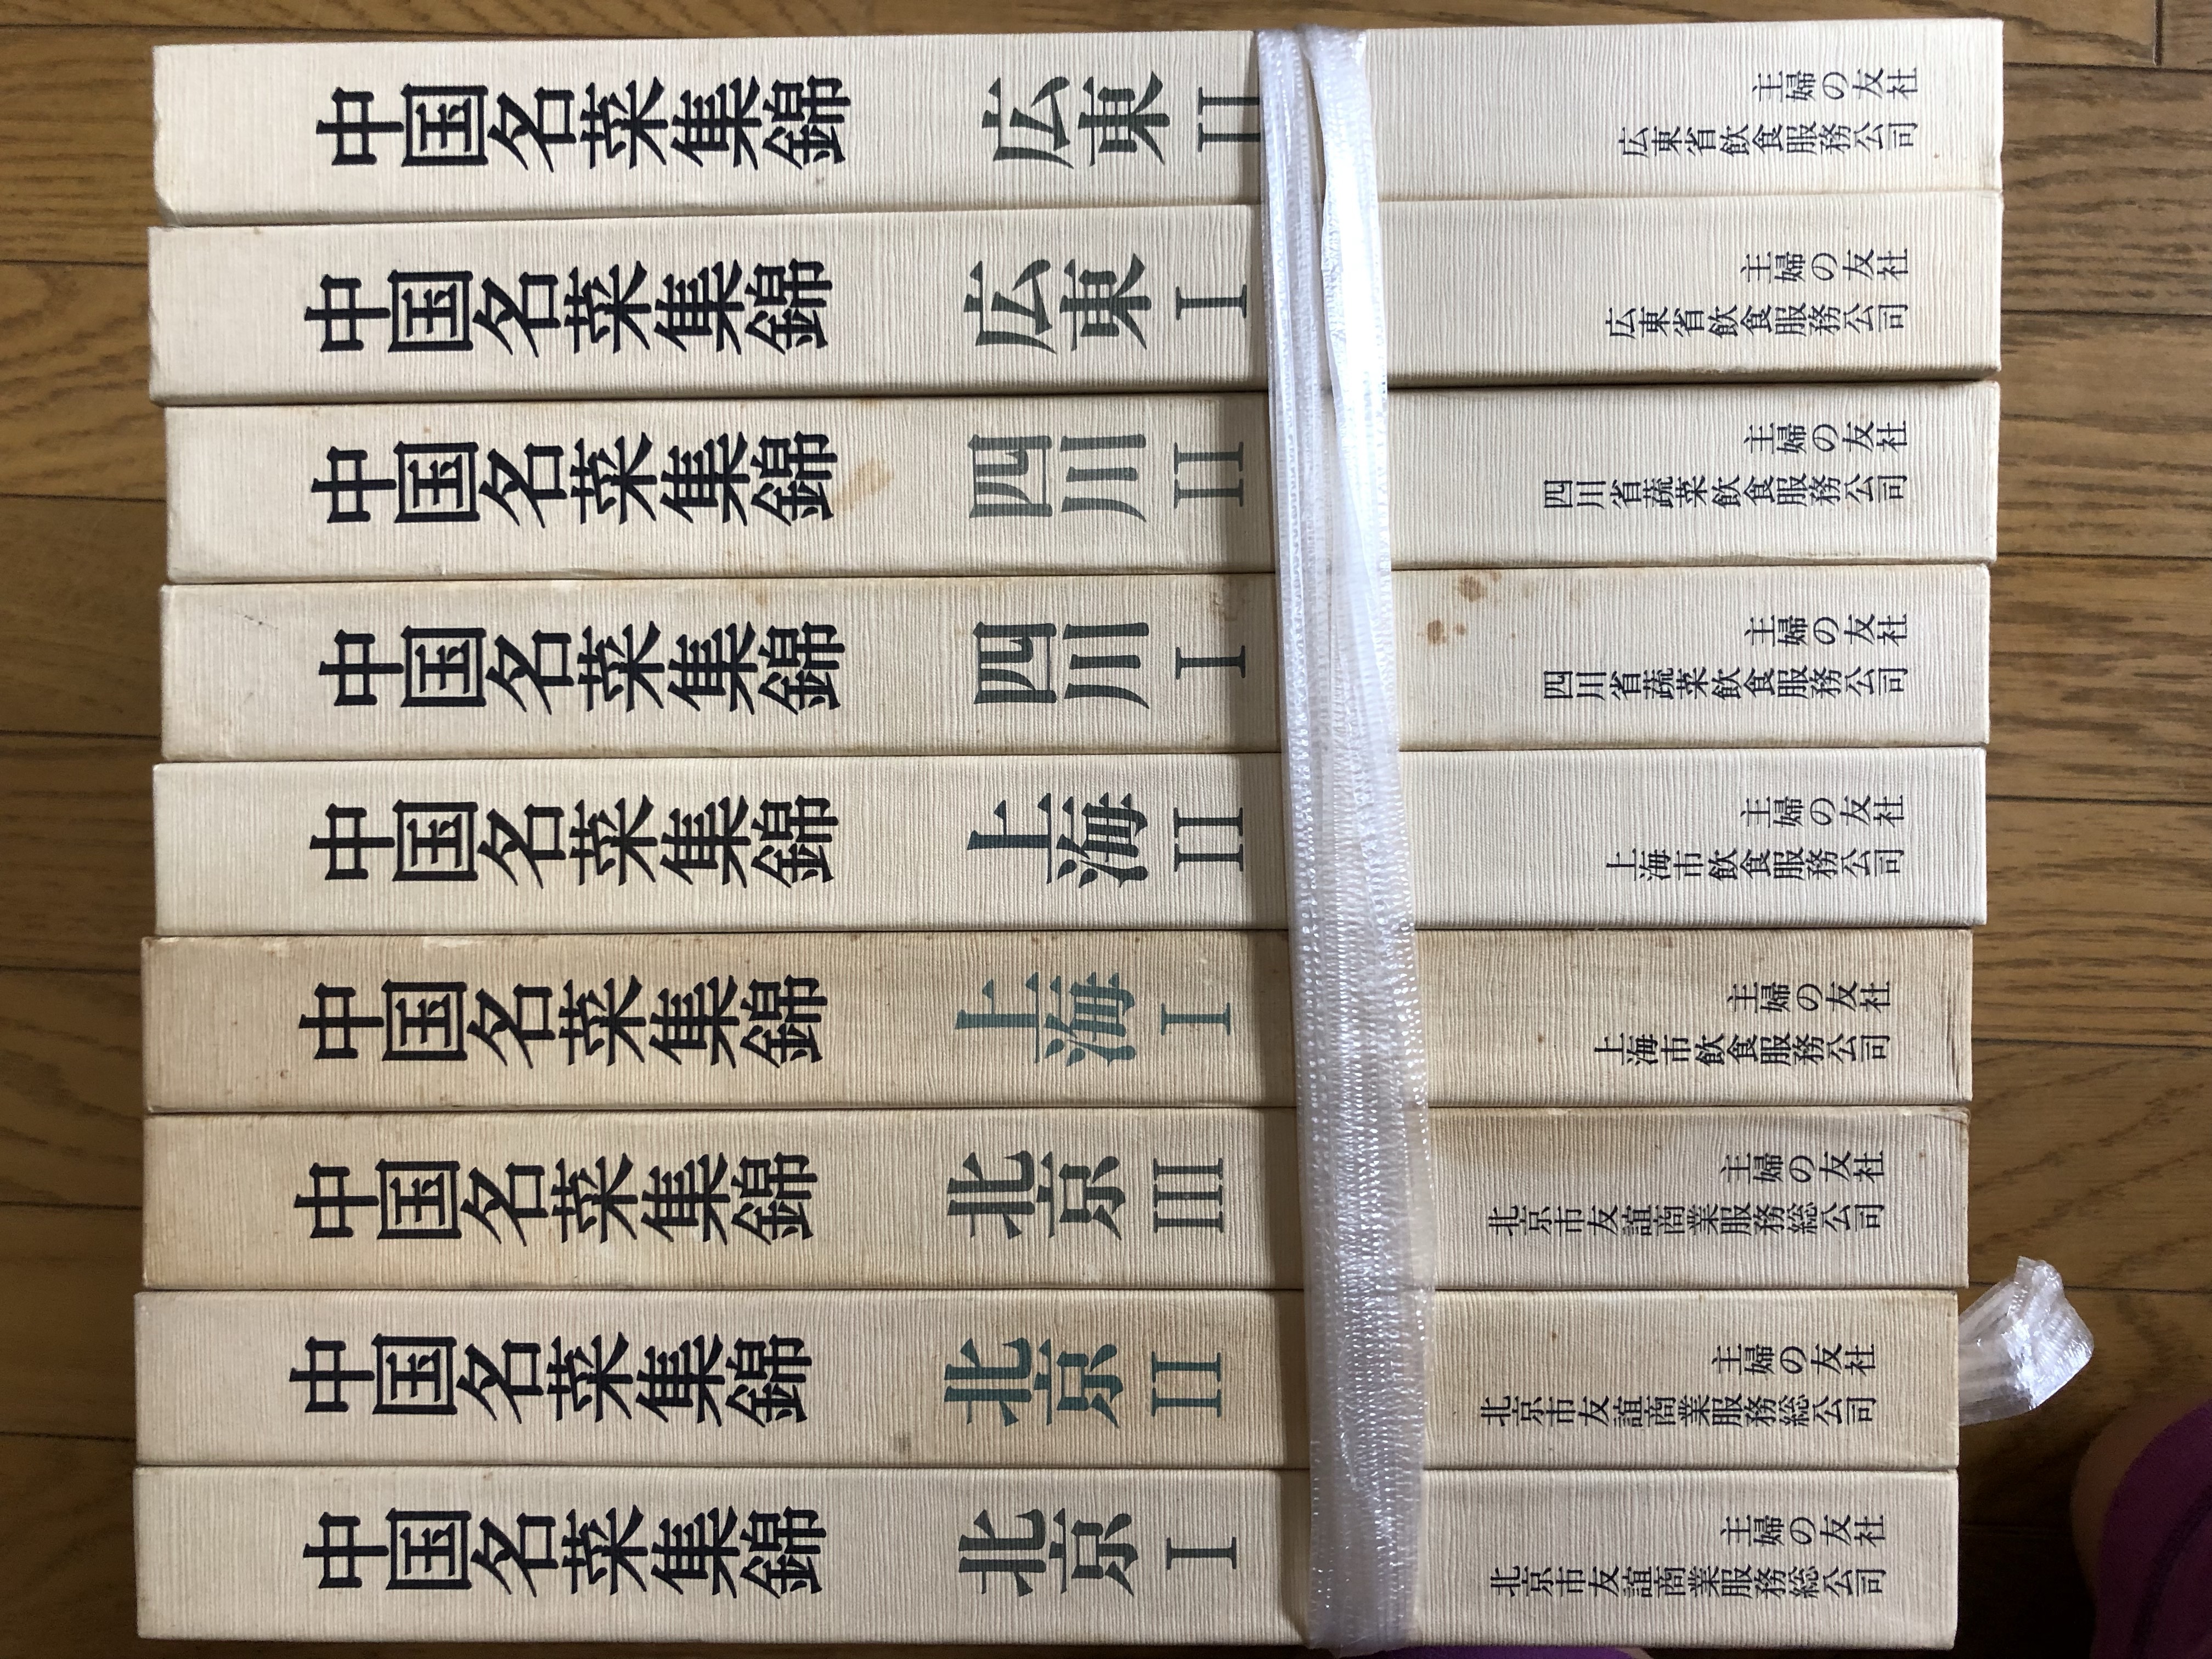 中国名菜集錦 広東 II
主婦の友社
広東省飲食服務公司
中国名菜集錦 広東 I
主婦の友社
広東省飲食服務公司
中国名菜集錦 四川 II
主婦の友社
四川省蔬菜飲食服務公司
中国名菜集錦 四川 I
主婦の友社
四川省蔬菜飲食服務公司
中国名菜集錦 上海 II
主婦の友社
上海市飲食服務公司
中国名菜集錦 上海 I
主婦の友社
上海市飲食服務公司
中国名菜集錦 北京 III
主婦の友社
北京市友誼商業服務総公司
中国名菜集錦 北京 II
主婦の友社
北京市友誼商業服務総公司
中国名菜集錦 北京 I
主婦の友社
北京市友誼商業服務総公司